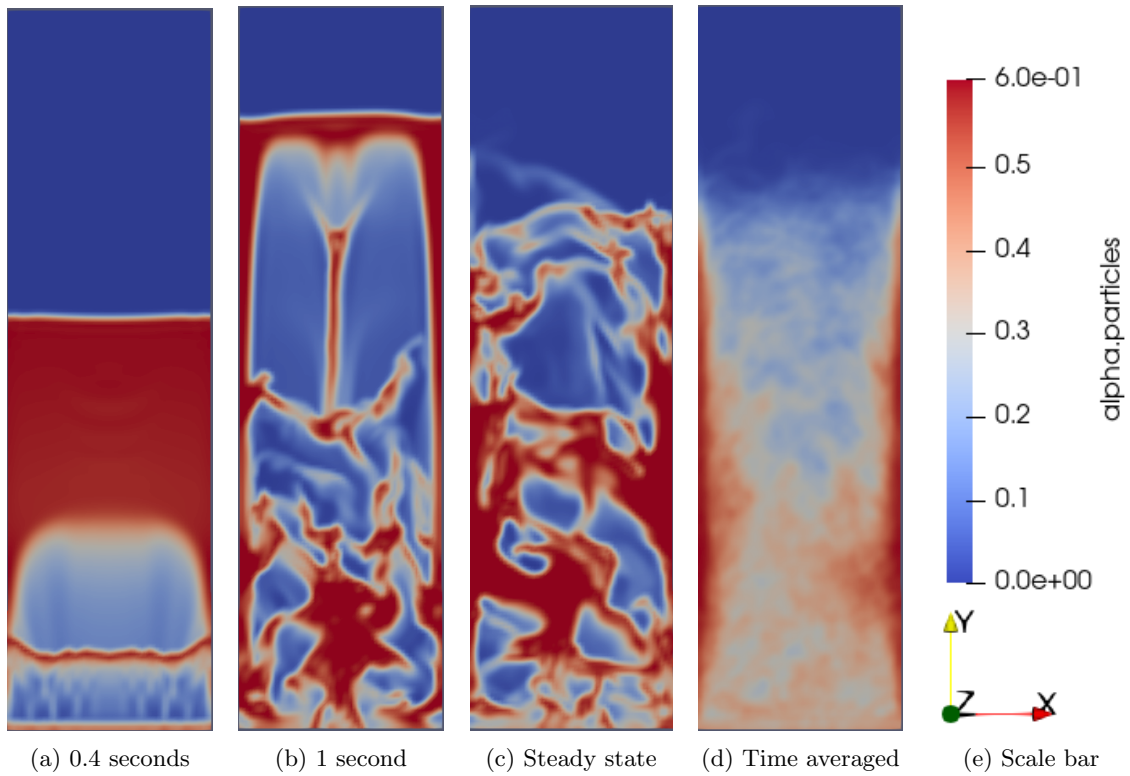 6.0e-01
0.5
0.4
0.3
0.2
0.1
0.0e+00
alpha.particles
Y
Z
X
(a) 0.4 seconds
(b) 1 second
(c) Steady state
(d) Time averaged
(e) Scale bar